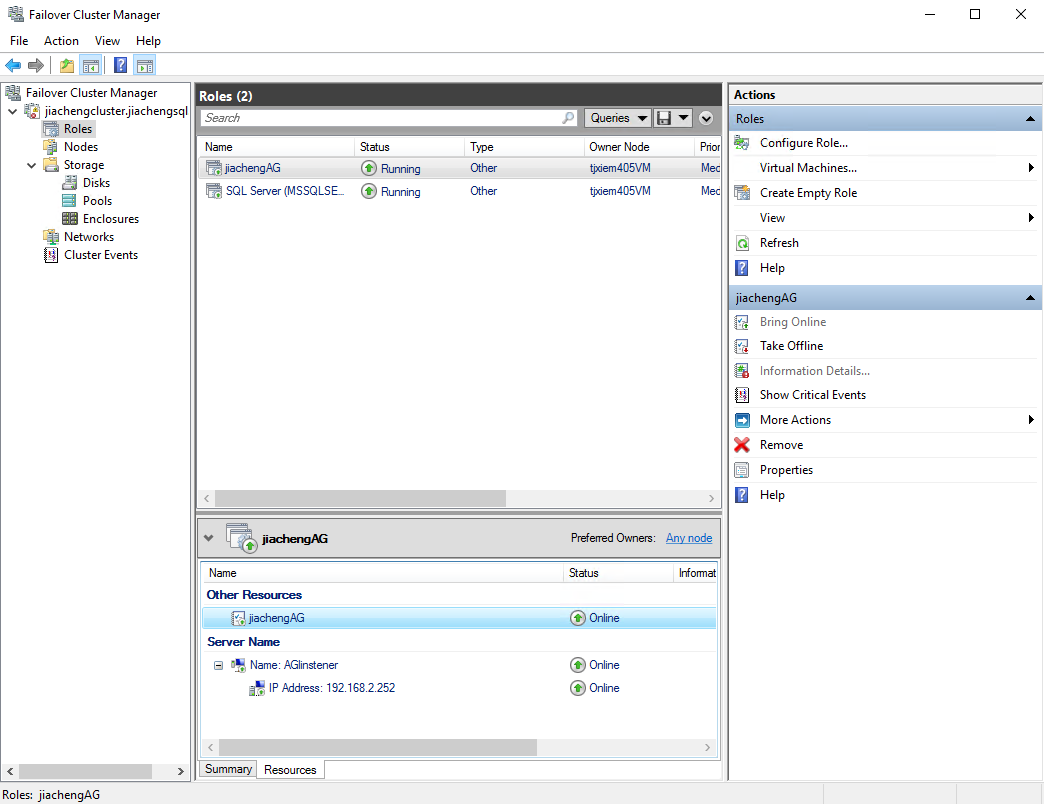 Failover Cluster Manager
File Action View Help
Failover Cluster Manager
jiachengcluster.jiachengsql
Roles
Nodes
Storage
Disks
Pools
Enclosures
Networks
Cluster Events
Roles (2)
Search
Queries
Name Status Type Owner Node Prior
jiachengAG Running Other tjxiem405VM Med
SQL Server (MSSQLSE... Running Other tjxiem405VM Med
jiachengAG
Preferred Owners: Any node
Name Status Informat
Other Resources
jiachengAG Online
Server Name
Name: AGlinstener Online
IP Address: 192.168.2.252 Online
Summary Resources
Actions
Roles
Configure Role...
Virtual Machines...
Create Empty Role
View
Refresh
Help
jiachengAG
Bring Online
Take Offline
Information Details...
Show Critical Events
More Actions
Remove
Properties
Help
Roles: jiachengAG